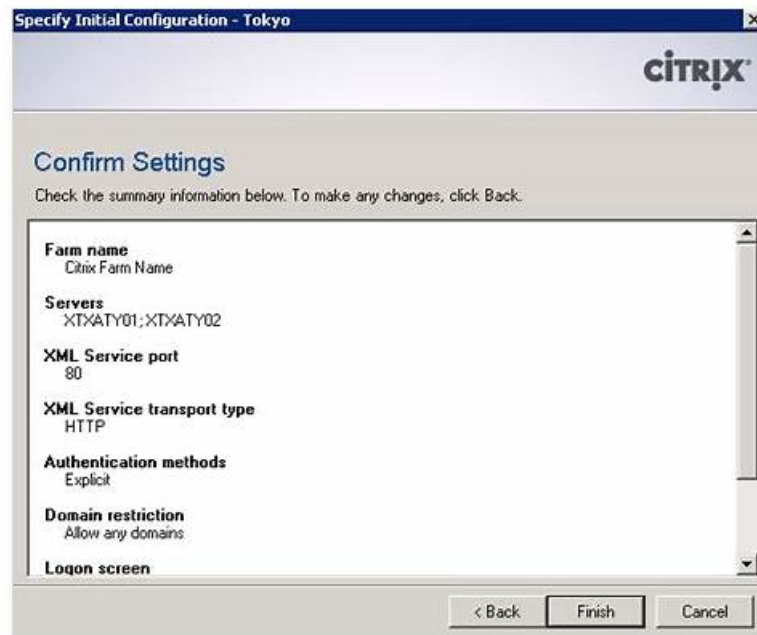 Specify Initial Configuration - Tokyo
CİTRIX
Confirm Settings
Check the summary information below. To make any changes, click Back.
Farm name
Citrix Farm Name
Servers
XTXATY01;XTXATY02
XML Service port
80
XML Service transport type
HTTP
Authentication methods
Explicit
Domain restriction
Allow any domains
Logon screen
< Back Finish Cancel